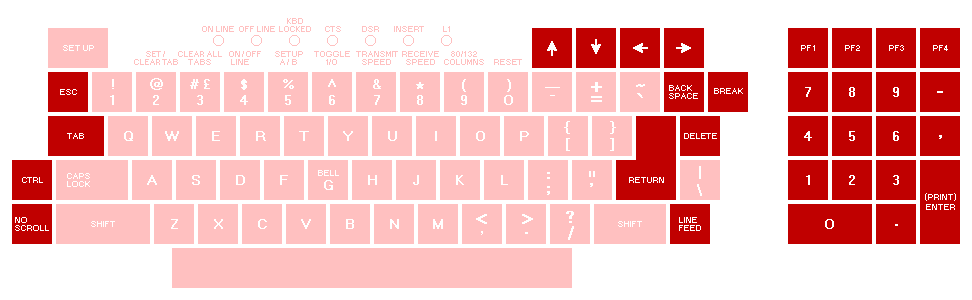 KBD
ON LINE OFF LINE LOCKED CTS DSR INSERT L1
SET UP
SET / CLEAR ALL ON / OFF SETUP TOGGLE TRANSMIT RECEIVE 80/132
CLEAR TAB TABS LINE A / B I/O SPEED SPEED COLUMNS RESET
↑ ↓ ← →
PF1 PF2 PF3 PF4
ESC
! @ # £ $ % ^ & * ( ) _ + ~
1 2 3 4 5 6 7 8 9 0 - = `
BACK
SPACE
BREAK
7 8 9 -
TAB
Q W E R T Y U I O P { }
[ ]
DELETE
4 5 6 ,
CTRL
CAPS
LOCK
A S D F
BELL
G
H J K L
: "
; '
RETURN
|
\
1 2 3
(PRINT)
ENTER
NO
SCROLL
SHIFT
Z X C V B N M
< > ?
, . /
SHIFT
LINE
FEED
0 .